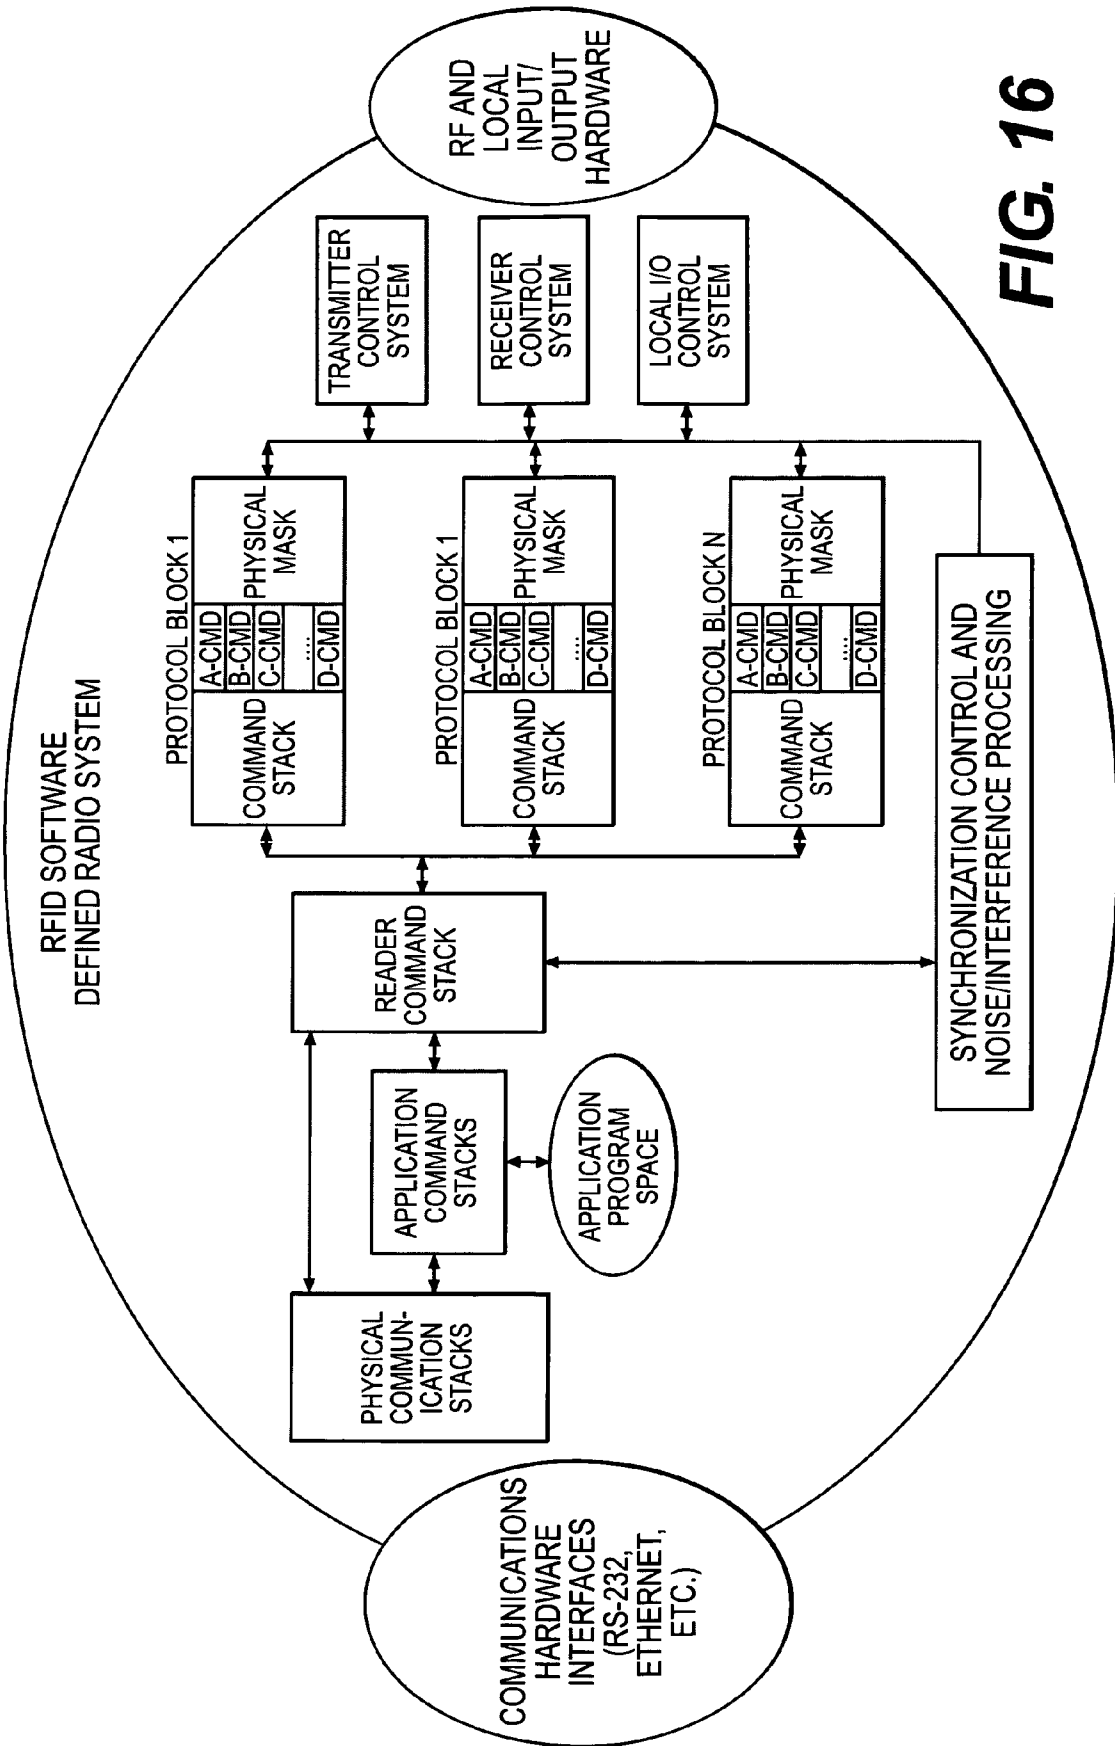 RFID SOFTWARE
DEFINED RADIO SYSTEM
COMMUNICATIONS
HARDWARE
INTERFACES
(RS-232,
ETHERNET,
ETC.)
PHYSICAL
COMMUN-
ICATION
STACKS
APPLICATION
COMMAND
STACKS
APPLICATION
PROGRAM
SPACE
READER
COMMAND
STACK
PROTOCOL BLOCK 1
COMMAND
STACK
A-CMD
B-CMD
C-CMD
.....
D-CMD
PHYSICAL
MASK
PROTOCOL BLOCK 1
COMMAND
STACK
A-CMD
B-CMD
C-CMD
.....
D-CMD
PHYSICAL
MASK
PROTOCOL BLOCK N
COMMAND
STACK
A-CMD
B-CMD
C-CMD
.....
D-CMD
PHYSICAL
MASK
TRANSMITTER
CONTROL
SYSTEM
RECEIVER
CONTROL
SYSTEM
LOCAL I/O
CONTROL
SYSTEM
RF AND
LOCAL
INPUT/
OUTPUT
HARDWARE
SYNCHRONIZATION CONTROL AND
NOISE/INTERFERENCE PROCESSING
FIG. 16